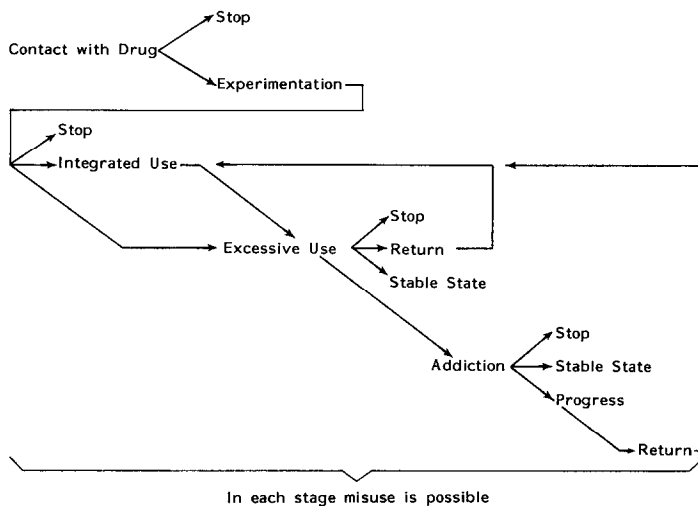 Stop
Contact with Drug
Experimentation
Stop
Integrated Use
Stop
Excessive Use
Return
Stable State
Stop
Addiction
Stable State
Progress
Return
In each stage misuse is possible